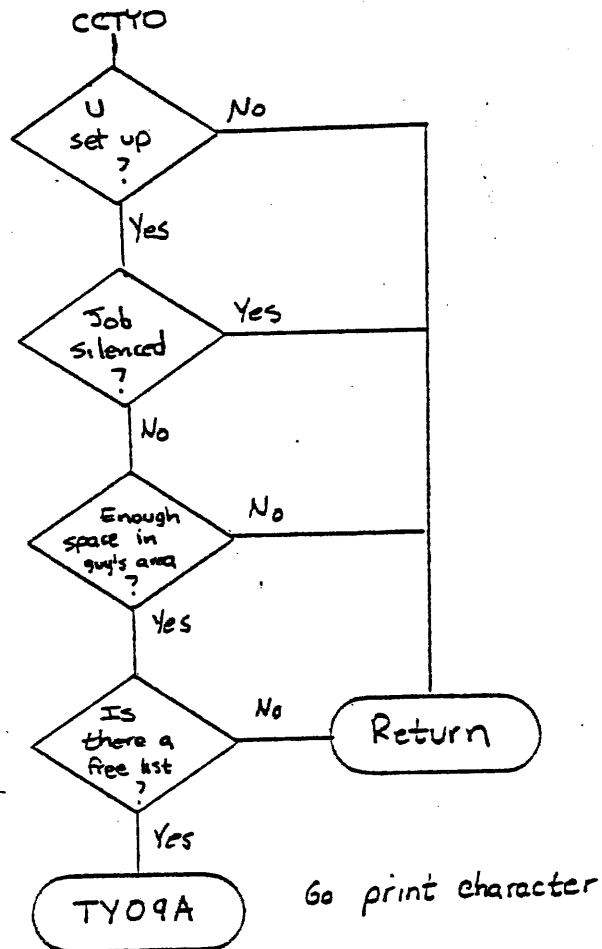 CCTYO
U
set up
?
No
Yes
Job
silenced
?
Yes
No
Enough
space in
guy's area
?
No
Yes
Is
there a
free list
?
No
Return
Yes
TYO9A
Go print character